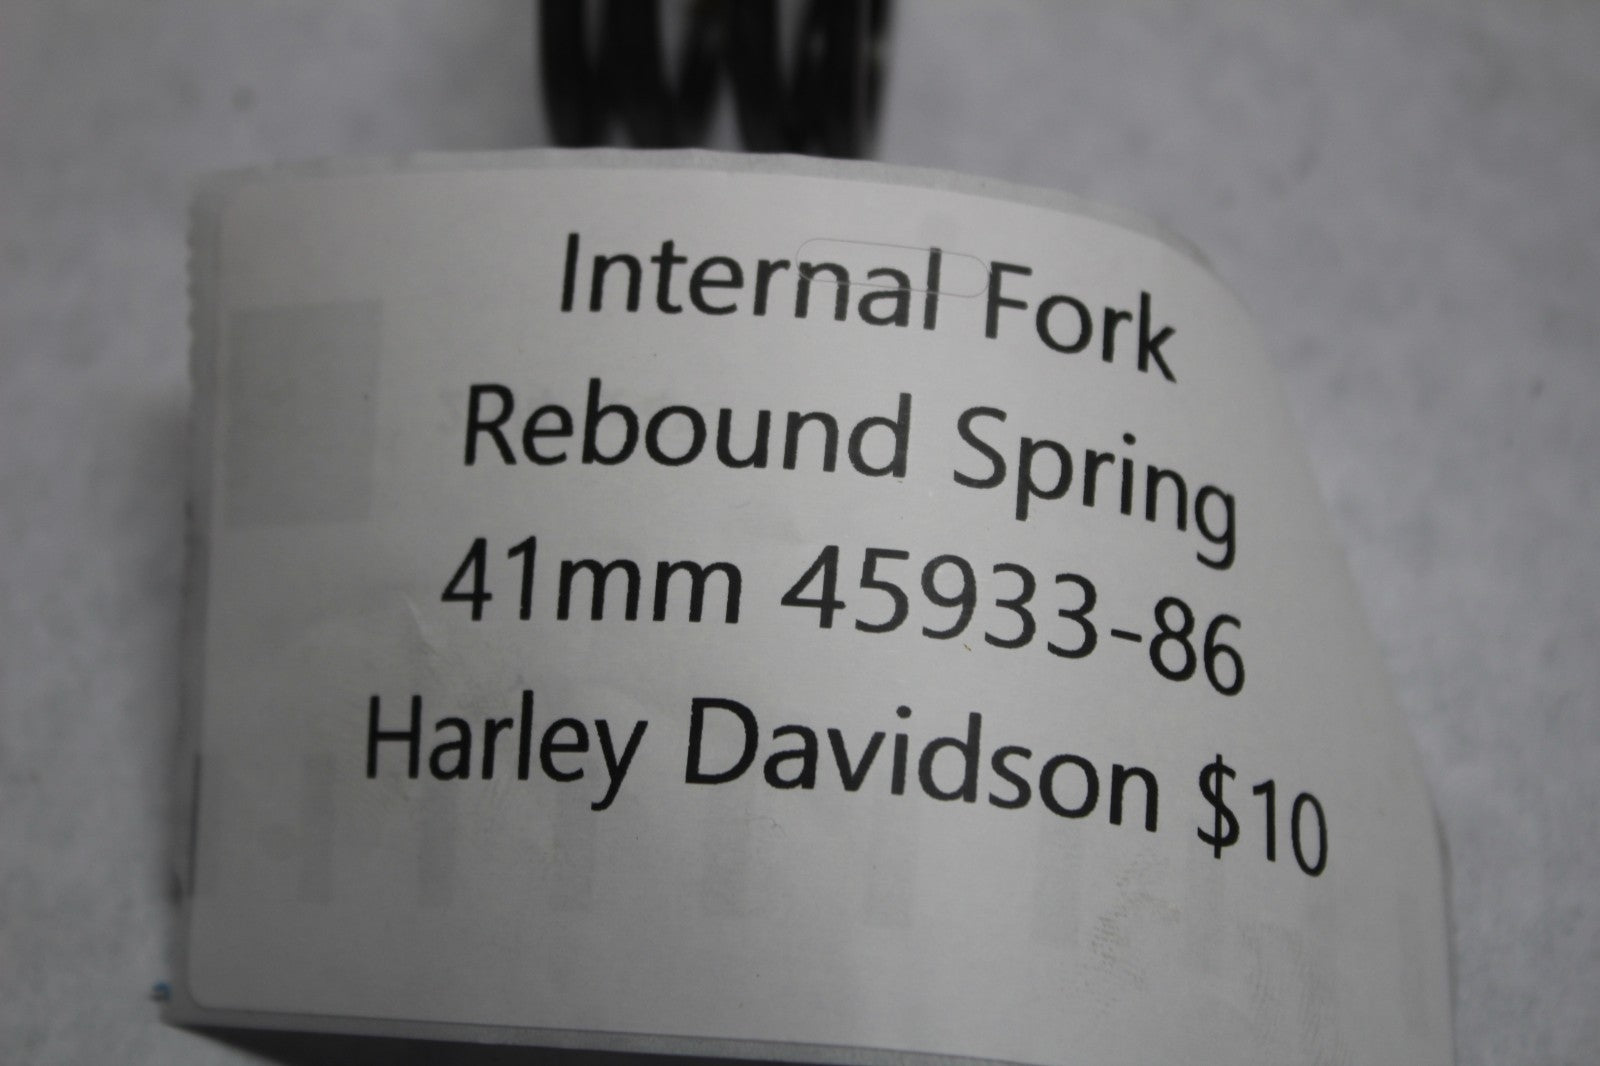 Internal Fork
Rebound Spring
41mm 45933-86
Harley Davidson $10